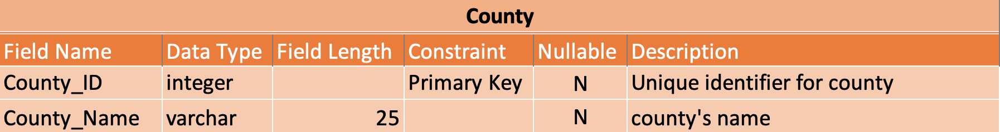 County
Field Name Data Type Field Length Constraint Nullable Description
County_ID integer Primary Key N Unique identifier for county
County_Name varchar 25 N county's name